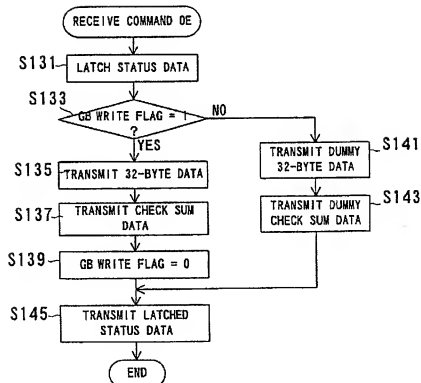 RECEIVE COMMAND OE
S131
LATCH STATUS DATA
S133
GB WRITE FLAG = 1
?
NO
YES
S135
TRANSMIT 32-BYTE DATA
S141
TRANSMIT DUMMY
32-BYTE DATA
S137
TRANSMIT CHECK SUM
DATA
S143
TRANSMIT DUMMY
CHECK SUM DATA
S139
GB WRITE FLAG = 0
S145
TRANSMIT LATCHED
STATUS DATA
END